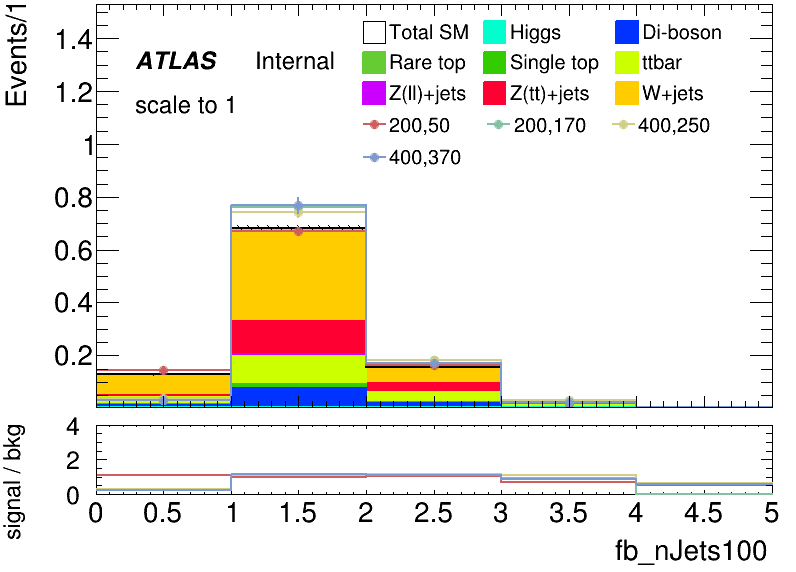 Events/1
1.4
1.2
1
0.8
0.6
0.4
0.2
ATLAS Internal
scale to 1
Total SM Higgs Di-boson
Rare top Single top ttbar
Z(ll)+jets Z(tt)+jets W+jets
200,50 200,170 400,250
400,370
signal / bkg
4
2
0
0 0.5 1 1.5 2 2.5 3 3.5 4 4.5 5
fb_nJets100